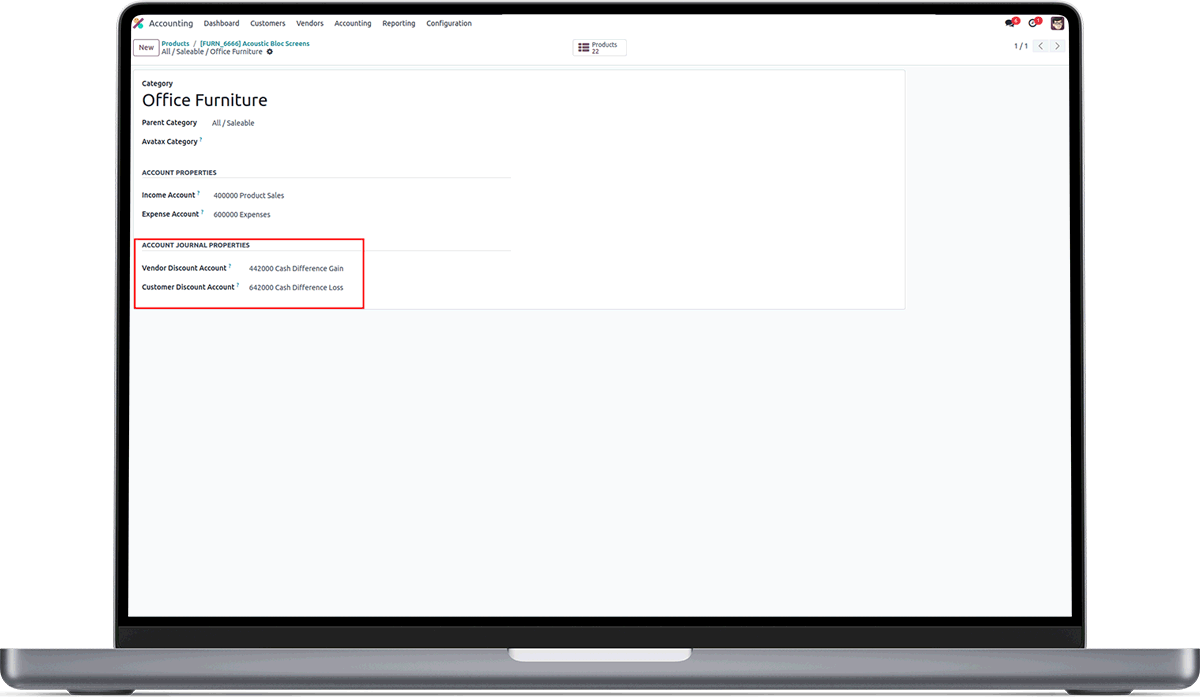 Accounting Dashboard Customers Vendors Accounting Reporting Configuration 4 1
New Products / [FURN_6666] Acoustic Bloc Screens
All / Saleable / Office Furniture
Products
22
1 / 1
Category
Office Furniture
Parent Category All / Saleable
Avatax Category ?
ACCOUNT PROPERTIES
Income Account ? 400000 Product Sales
Expense Account ? 600000 Expenses
ACCOUNT JOURNAL PROPERTIES
Vendor Discount Account ? 442000 Cash Difference Gain
Customer Discount Account ? 642000 Cash Difference Loss